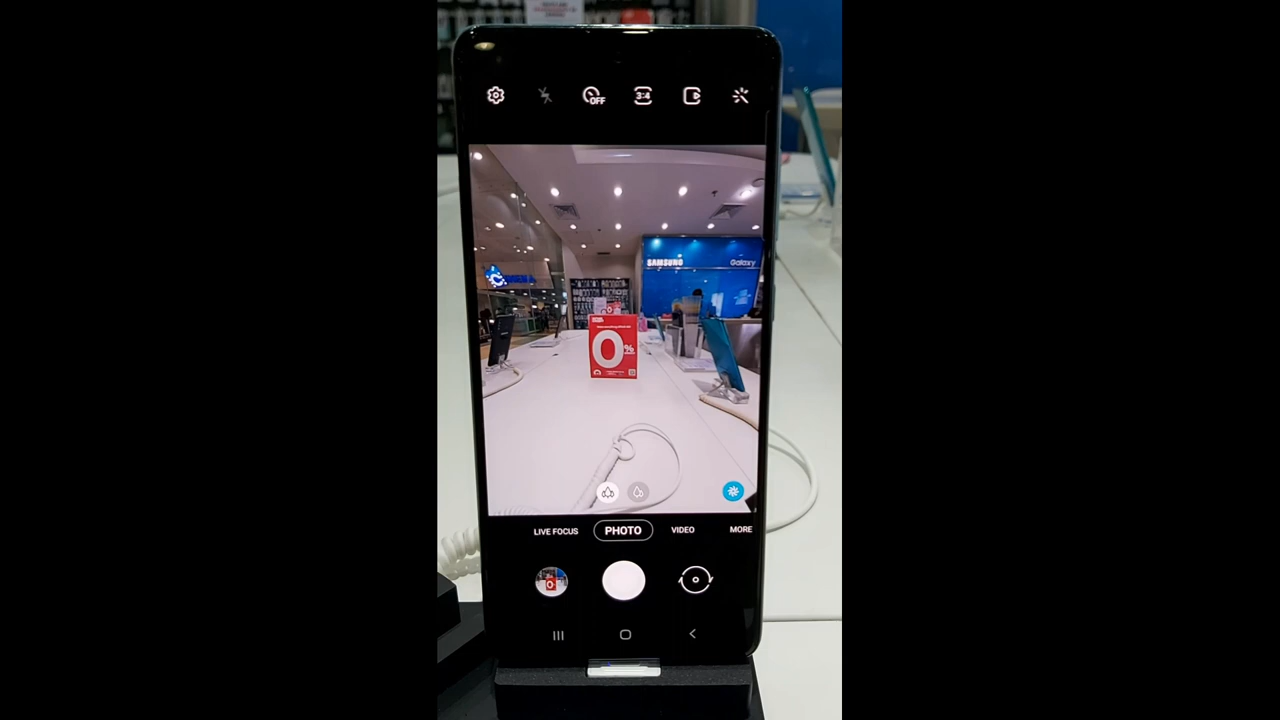 OFF
3:4
SAMSUNG
Galaxy
0%
LIVE FOCUS
PHOTO
VIDEO
MORE